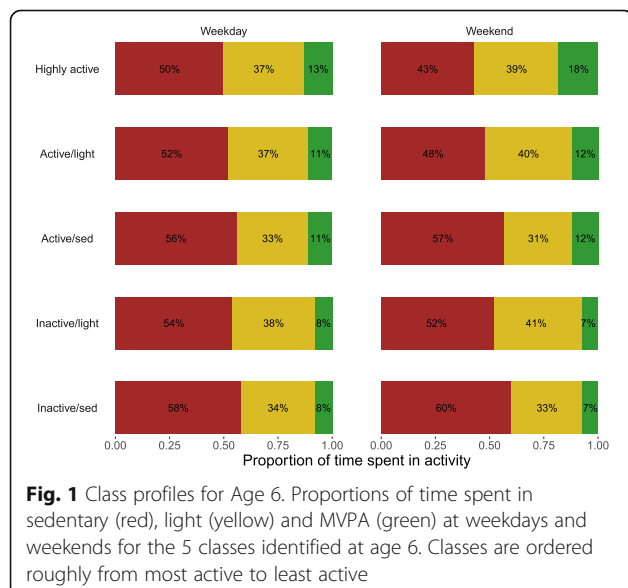 Weekday Weekend
Highly active 50% 37% 13% 43% 39% 18%
Active/light 52% 37% 11% 48% 40% 12%
Active/sed 56% 33% 11% 57% 31% 12%
Inactive/light 54% 38% 8% 52% 41% 7%
Inactive/sed 58% 34% 8% 60% 33% 7%
0.00 0.25 0.50 0.75 1.00 0.00 0.25 0.50 0.75 1.00
Proportion of time spent in activity
Fig. 1 Class profiles for Age 6. Proportions of time spent in
sedentary (red), light (yellow) and MVPA (green) at weekdays and
weekends for the 5 classes identified at age 6. Classes are ordered
roughly from most active to least active